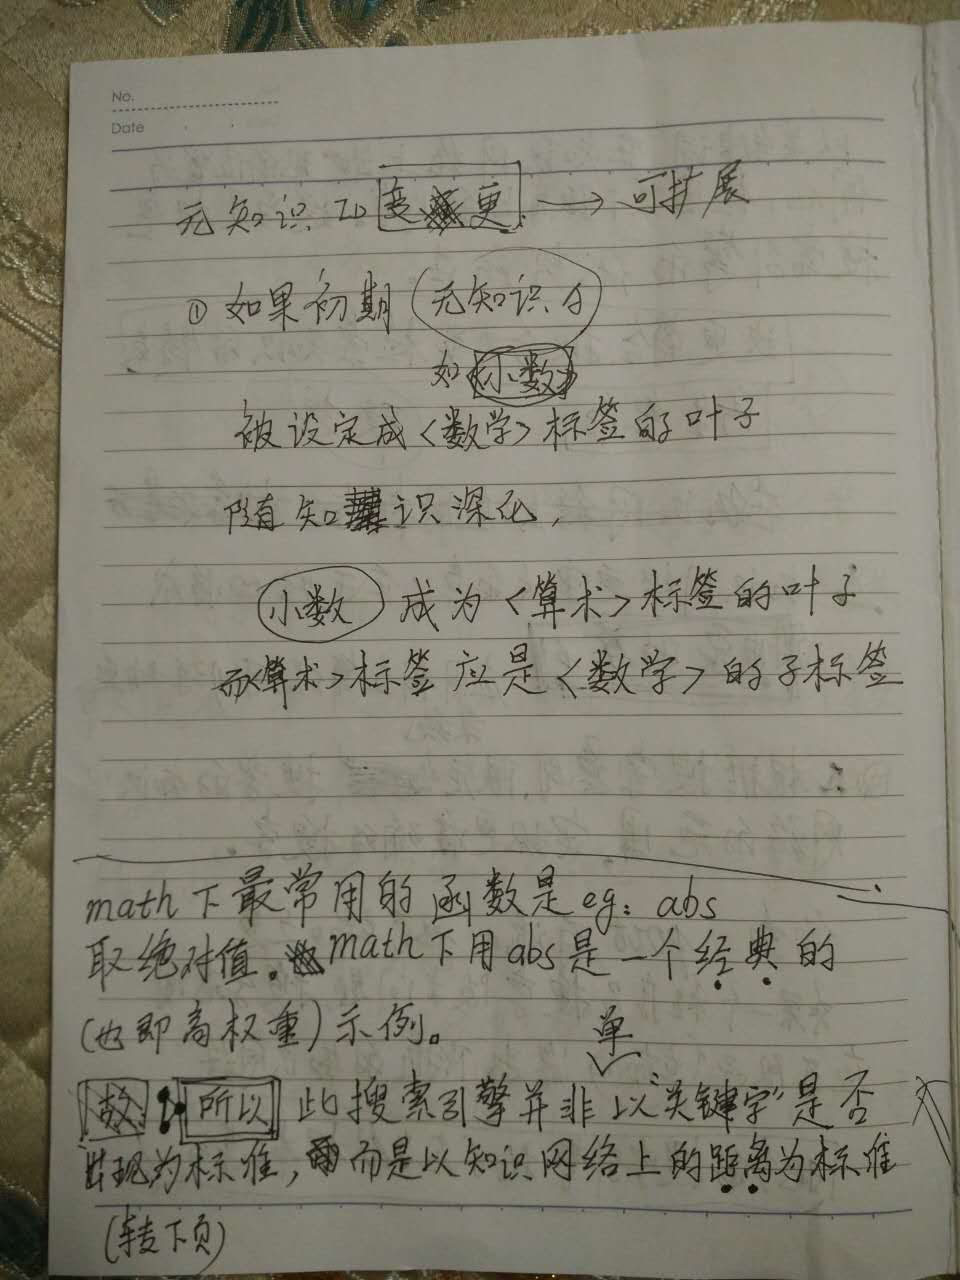 No.
Date
元知识 变更 → 可扩展
① 如果初期 元知识
如 小数
被设定成<数学>标签的叶子
随知识深化,
小数 成为<算术>标签的叶子
而<算术>标签应是<数学>的子标签
math下最常用的函数是eg: abs
取绝对值。math下用abs是一个经典的
(也即高权重)示例。
单
故: 所以 此搜索引擎并非以"关键字"是否
出现为标准,而是以知识网络上的距离为标准
(转下页)